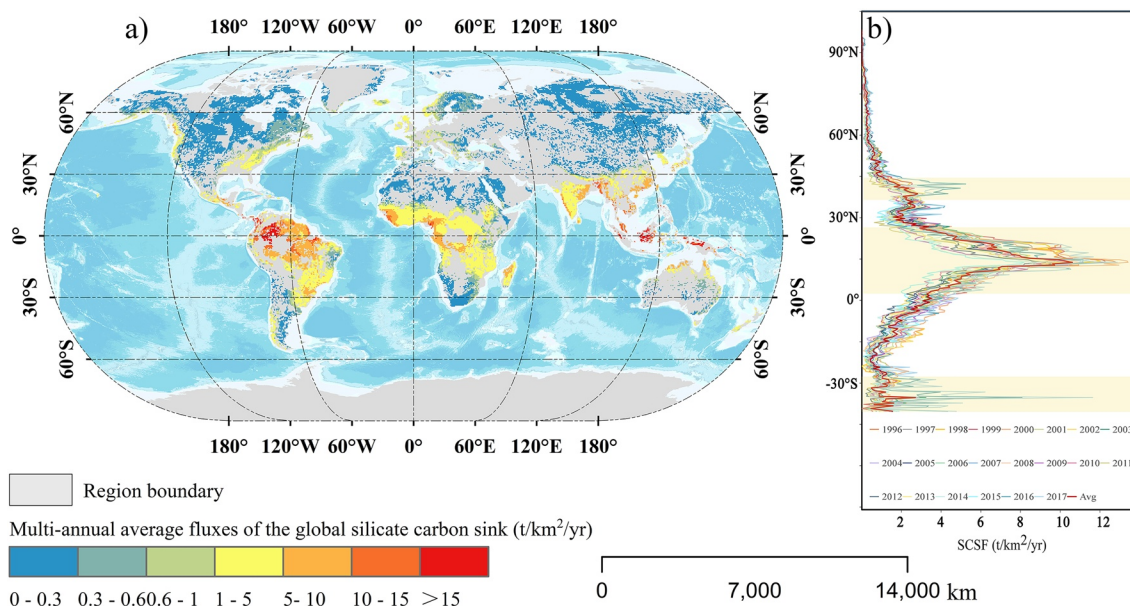 a)
180° 120°W 0° 60°E 120°E 180°
60°N 60°N
30°N 30°N
0° 0°
30°S 30°S
60°S 60°S
180° 120°W 60°W 0° 60°E 120°E 180°
Region boundary
Multi-annual average fluxes of the global silicate carbon sink (t/km²/yr)
0 - 0.3 0.3 - 0.6 0.6 - 1 1 - 5 5- 10 10 - 15 >15
0 7,000 14,000 km
b)
90°N
60°N
30°N
0°
-30°S
1996 1997 1998 1999 2000 2001 2002 2003
2004 2005 2006 2007 2008 2009 2010 2011
2012 2013 2014 2015 2016 2017 Avg
2 4 6 8 10 12
SCSF (t/km²/yr)